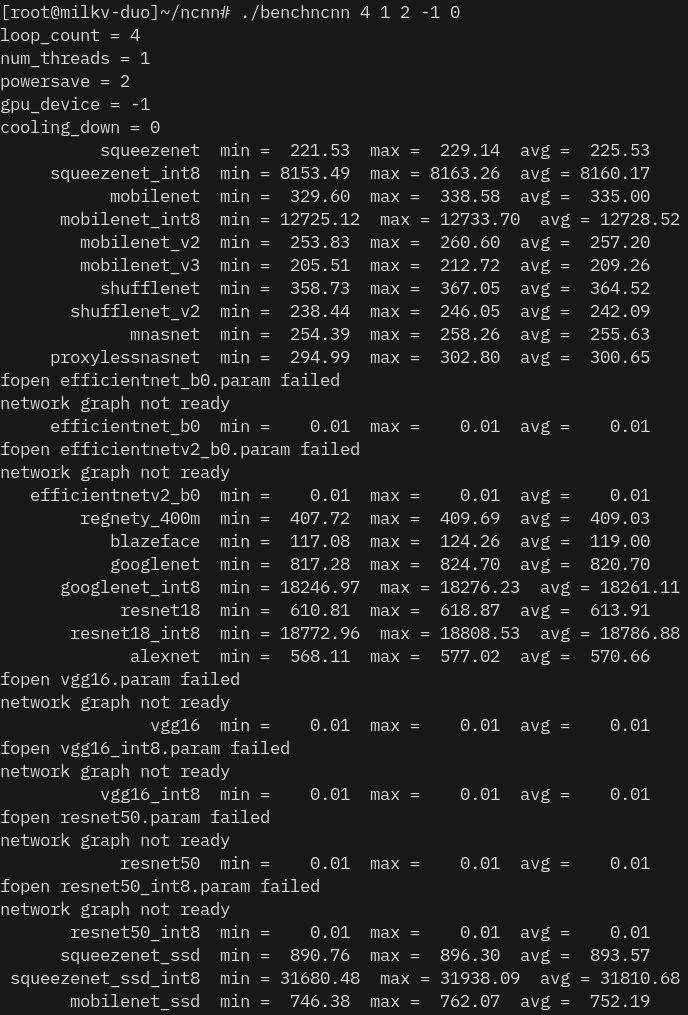 [root@milkv-duo]~/ncnn# ./benchncnn 4 1 2 -1 0
loop_count = 4
num_threads = 1
powersave = 2
gpu_device = -1
cooling_down = 0
          squeezenet  min =  221.53  max =  229.14  avg =  225.53
     squeezenet_int8  min = 8153.49  max = 8163.26  avg = 8160.17
           mobilenet  min =  329.60  max =  338.58  avg =  335.00
      mobilenet_int8  min = 12725.12  max = 12733.70  avg = 12728.52
        mobilenet_v2  min =  253.83  max =  260.60  avg =  257.20
        mobilenet_v3  min =  205.51  max =  212.72  avg =  209.26
          shufflenet  min =  358.73  max =  367.05  avg =  364.52
       shufflenet_v2  min =  238.44  max =  246.05  avg =  242.09
             mnasnet  min =  254.39  max =  258.26  avg =  255.63
     proxylessnasnet  min =  294.99  max =  302.80  avg =  300.65
fopen efficientnet_b0.param failed
network graph not ready
     efficientnet_b0  min =    0.01  max =    0.01  avg =    0.01
fopen efficientnetv2_b0.param failed
network graph not ready
   efficientnetv2_b0  min =    0.01  max =    0.01  avg =    0.01
        regnety_400m  min =  407.72  max =  409.69  avg =  409.03
           blazeface  min =  117.08  max =  124.26  avg =  119.00
           googlenet  min =  817.28  max =  824.70  avg =  820.70
      googlenet_int8  min = 18246.97  max = 18276.23  avg = 18261.11
            resnet18  min =  610.81  max =  618.87  avg =  613.91
       resnet18_int8  min = 18772.96  max = 18808.53  avg = 18786.88
             alexnet  min =  568.11  max =  577.02  avg =  570.66
fopen vgg16.param failed
network graph not ready
               vgg16  min =    0.01  max =    0.01  avg =    0.01
fopen vgg16_int8.param failed
network graph not ready
          vgg16_int8  min =    0.01  max =    0.01  avg =    0.01
fopen resnet50.param failed
network graph not ready
            resnet50  min =    0.01  max =    0.01  avg =    0.01
fopen resnet50_int8.param failed
network graph not ready
       resnet50_int8  min =    0.01  max =    0.01  avg =    0.01
      squeezenet_ssd  min =  890.76  max =  896.30  avg =  893.57
 squeezenet_ssd_int8  min = 31680.48  max = 31938.09  avg = 31810.68
       mobilenet_ssd  min =  746.38  max =  762.07  avg =  752.19